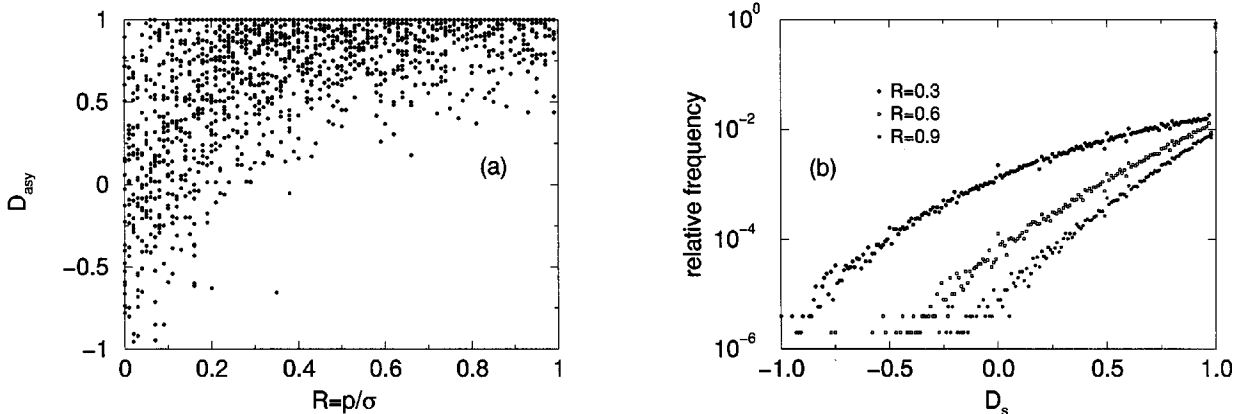 1
0.5
0
−0.5
−1
D_asy
(a)
0 0.2 0.4 0.6 0.8 1
R=p/σ
10^0
10^−2
10^−4
10^−6
relative frequency
R=0.3
R=0.6
R=0.9
(b)
−1.0 −0.5 0.0 0.5 1.0
D_s